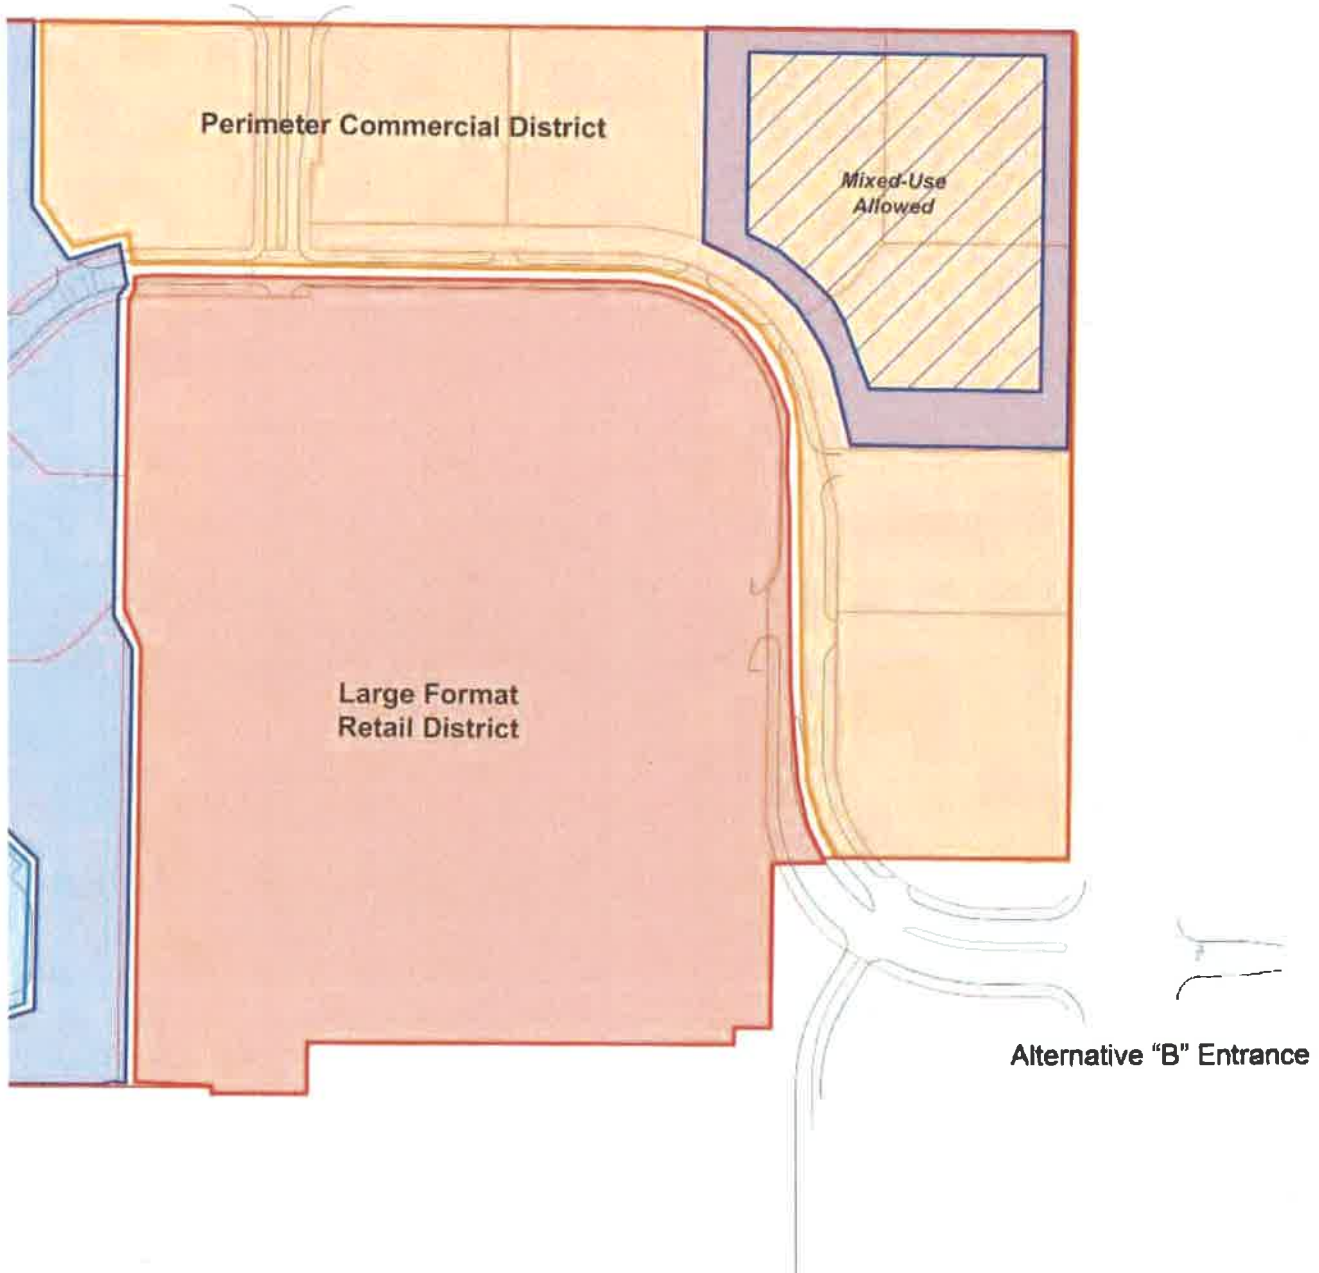 Perimeter Commercial District
Mixed-Use
Allowed
Large Format
Retail District
Alternative “B” Entrance